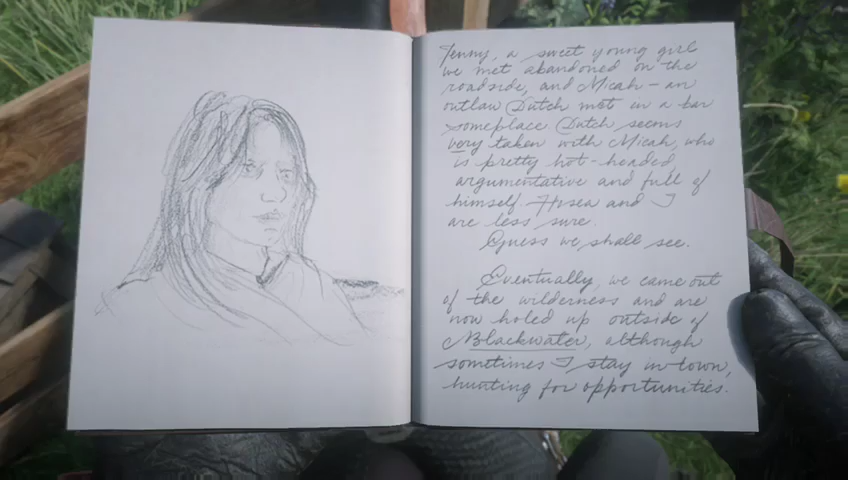 Jenny, a sweet young girl
we met abandoned on the
roadside, and Micah – an
outlaw Dutch met in a bar
someplace. Dutch seems
very taken with Micah, who
is pretty hot-headed
argumentative and full of
himself. Hosea and I
are less sure.
Guess we shall see.
Eventually, we came out
of the wilderness and are
now holed up outside of
Blackwater, although
sometimes I stay in town,
hunting for opportunities.